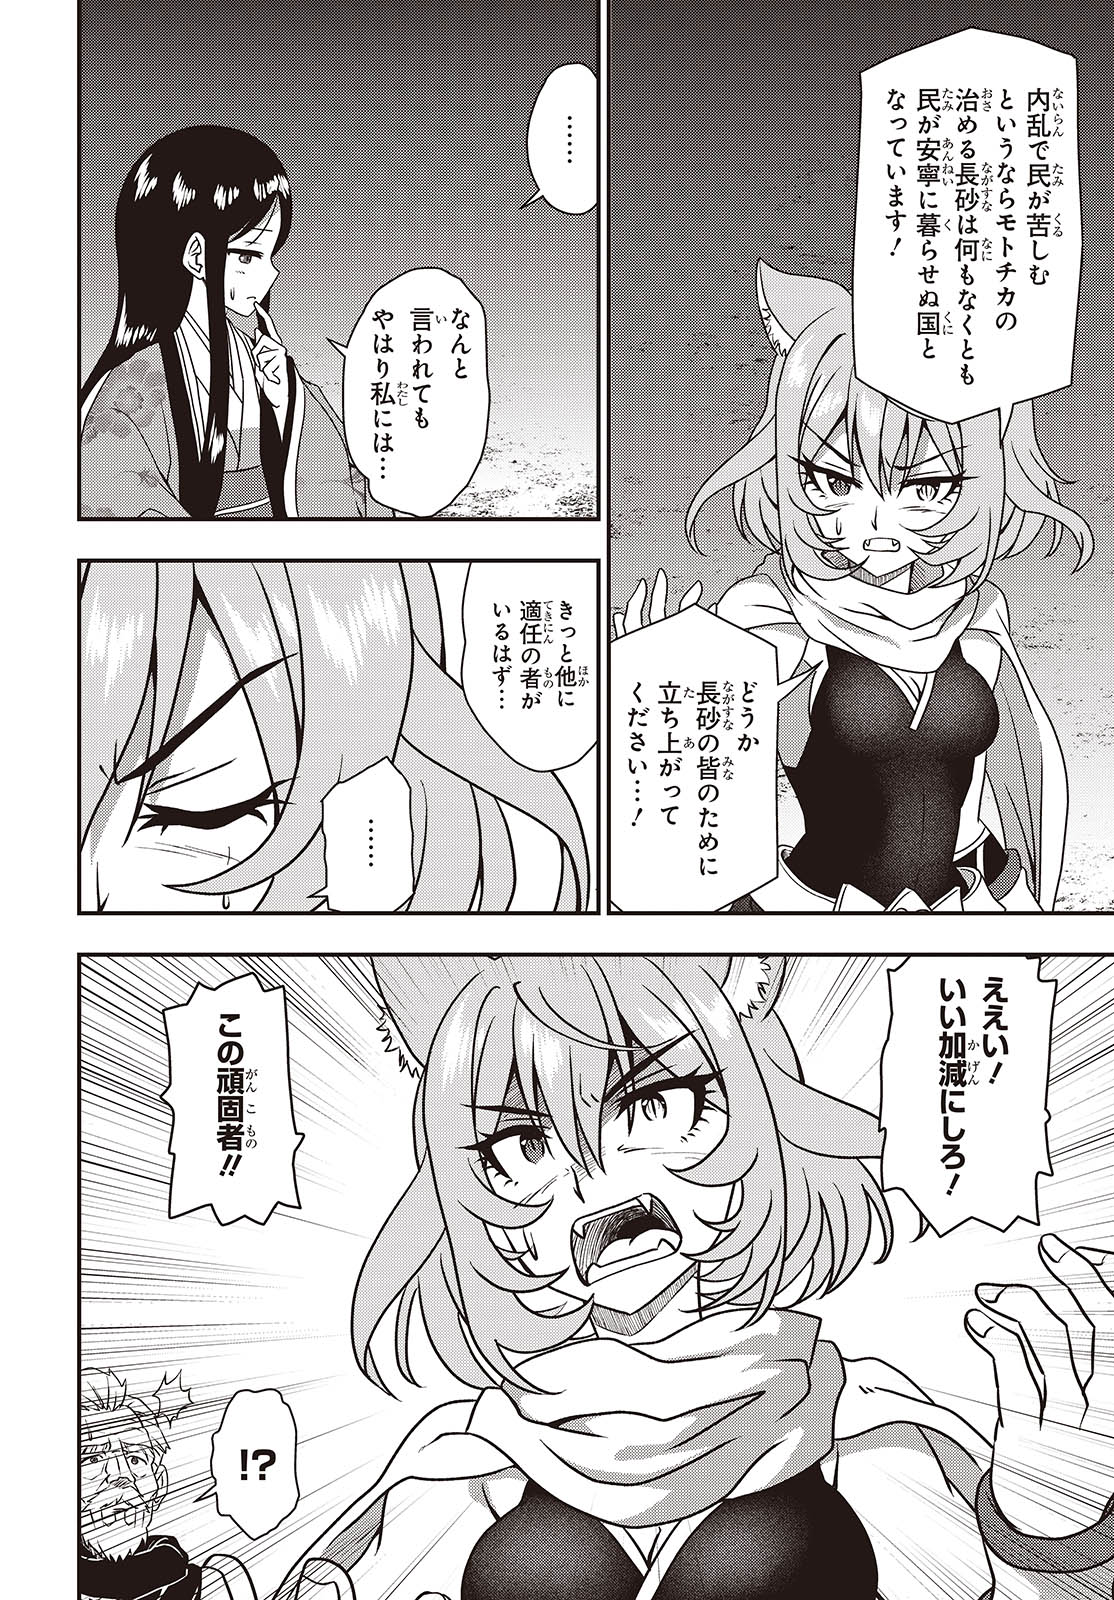 内乱で民が苦しむ
というならモトチカの
治める長砂は何もなくとも
民が安寧に暮らせぬ国と
なっています!
どうか
長砂の皆のために
立ち上がって
ください…!
……
なんと
言われても
やはり私には…
きっと他に
適任の者が
いるはず…
……
ええい!
いい加減にしろ!
この頑固者!!
!?